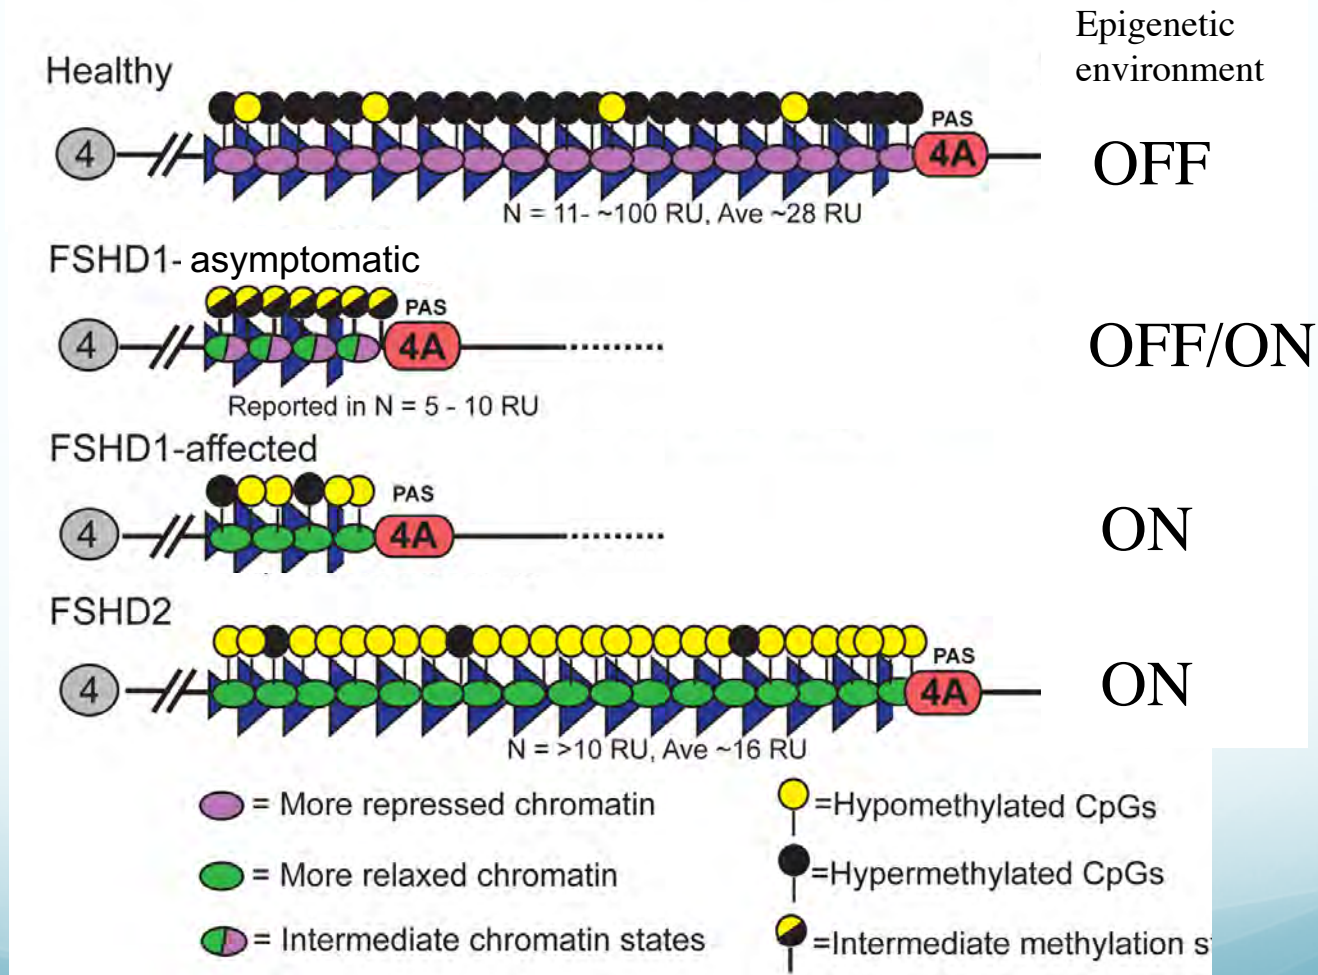 Epigenetic
environment
Healthy
PAS
4
4A
OFF
N = 11- ~100 RU, Ave ~28 RU
FSHD1- asymptomatic
PAS
4
4A
OFF/ON
Reported in N = 5 - 10 RU
FSHD1-affected
PAS
4
4A
ON
FSHD2
PAS
4
4A
ON
N = >10 RU, Ave ~16 RU
= More repressed chromatin
=Hypomethylated CpGs
= More relaxed chromatin
=Hypermethylated CpGs
= Intermediate chromatin states
=Intermediate methylation